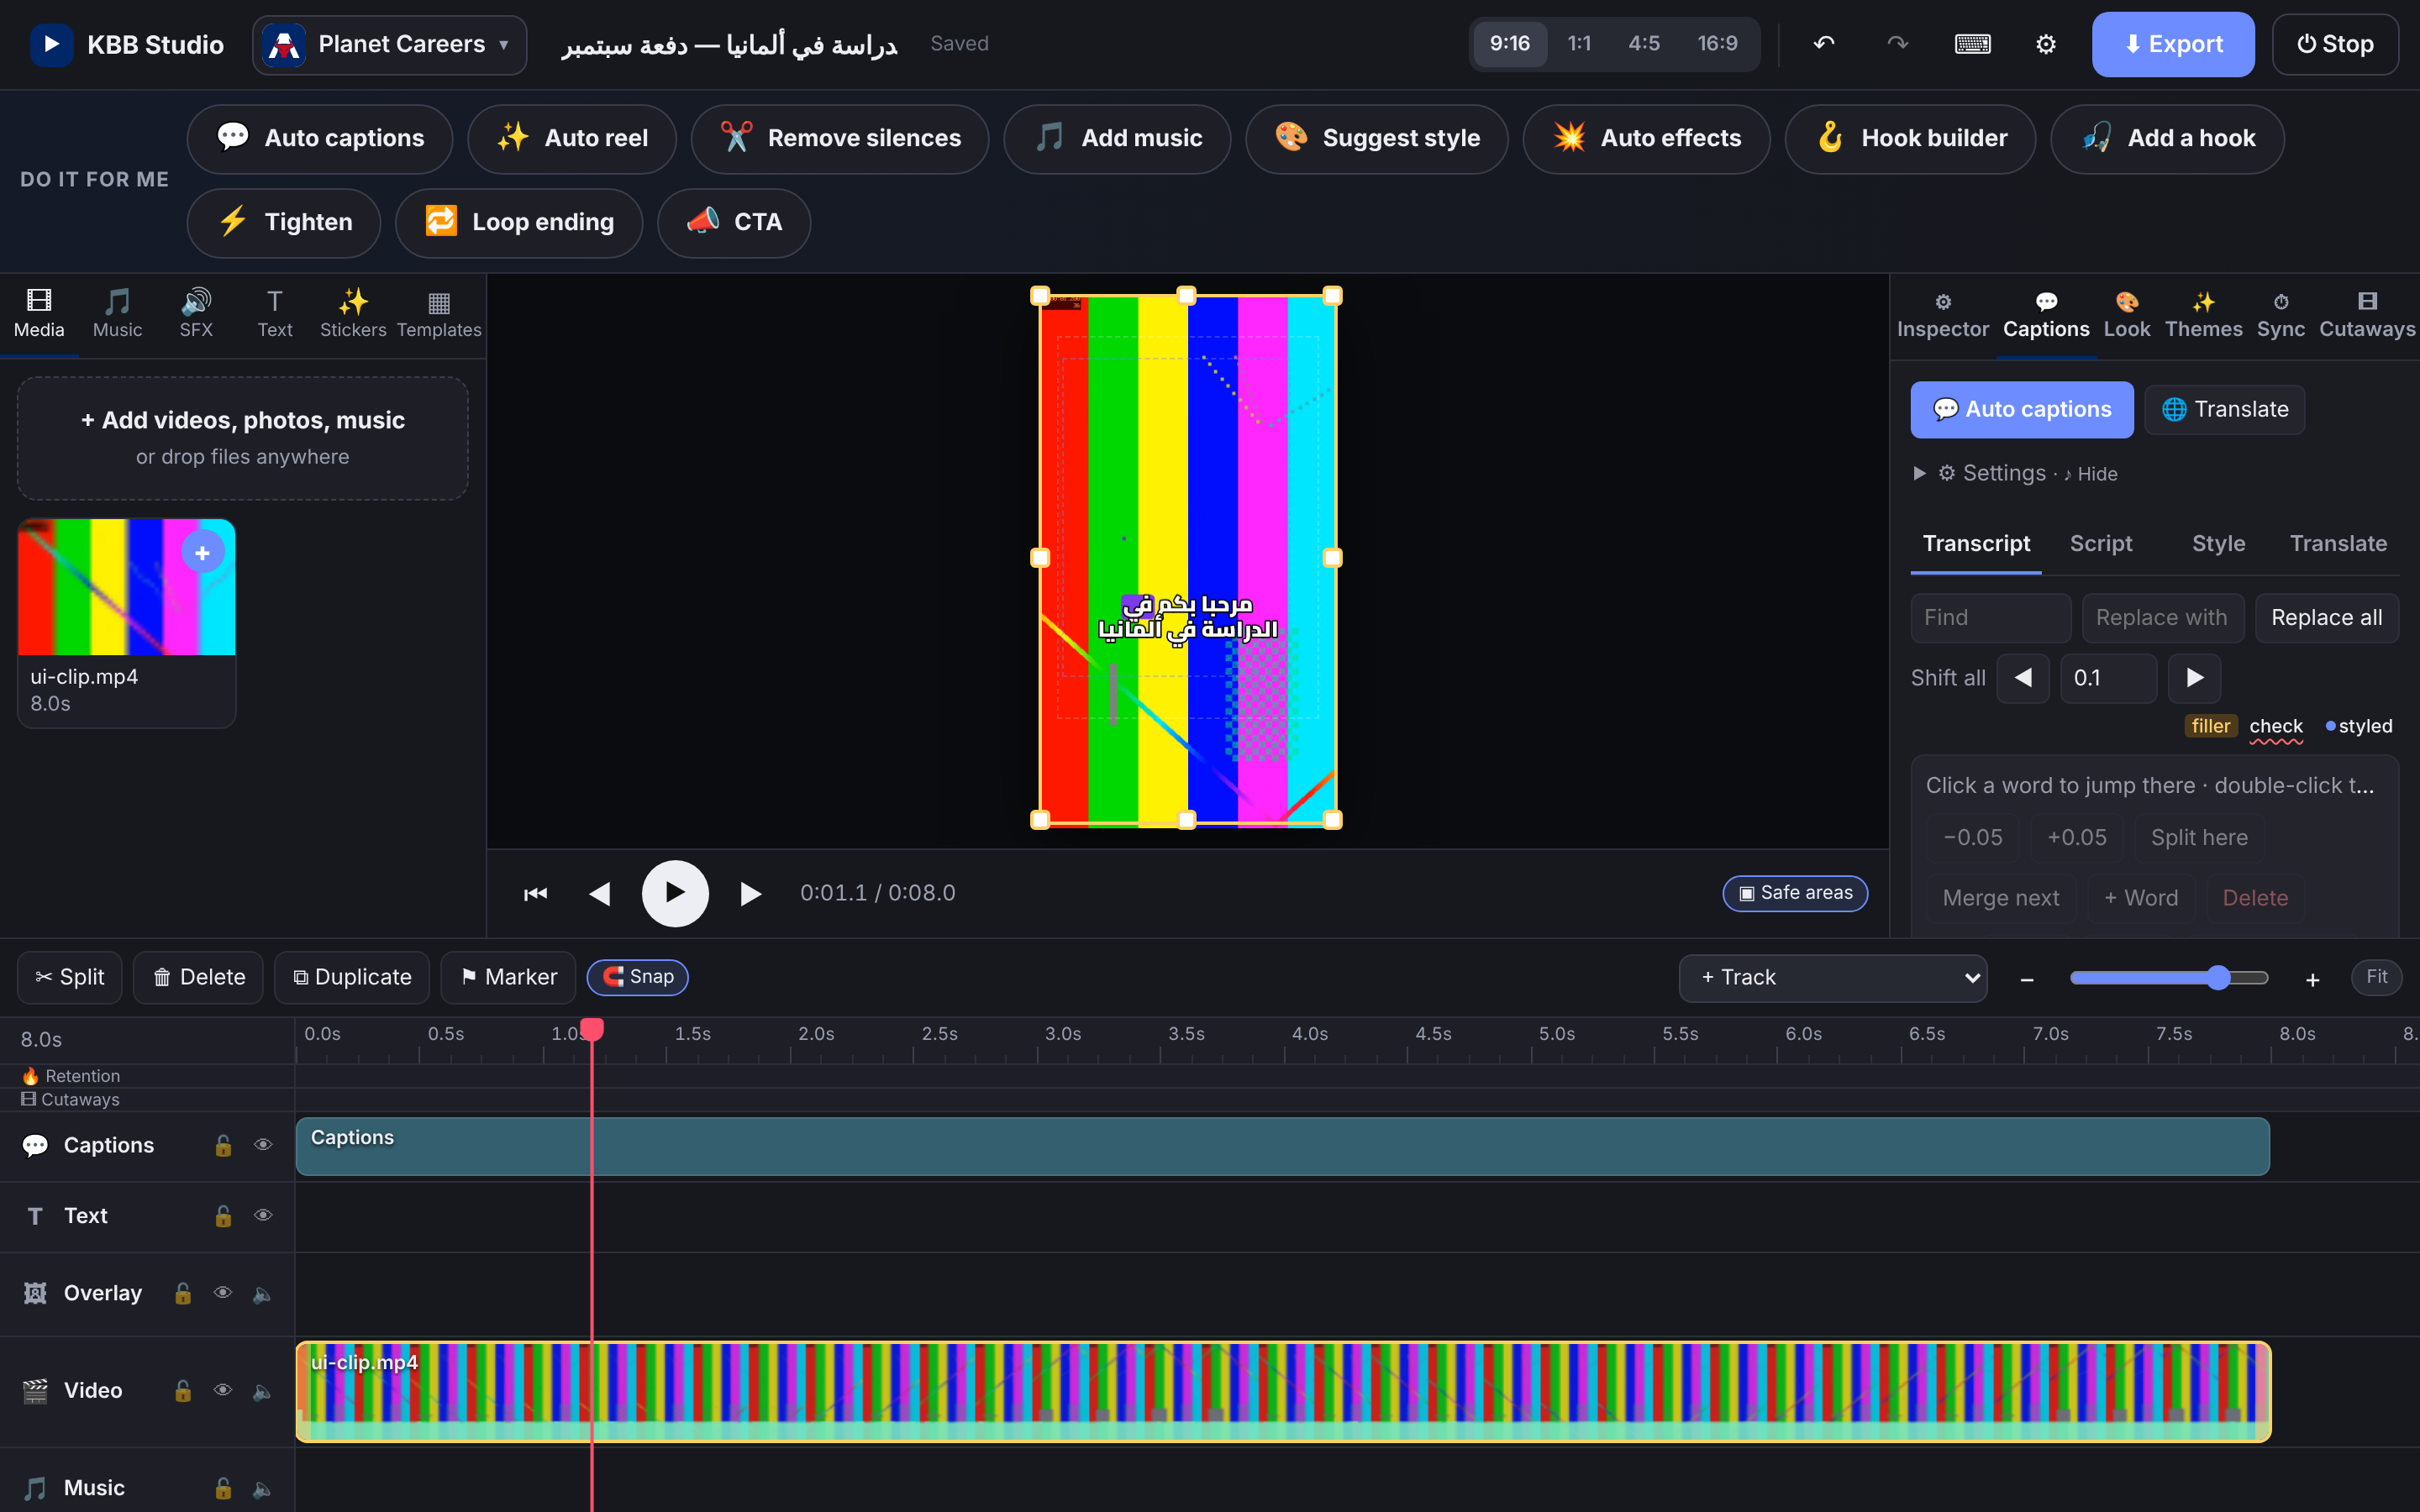 KBB Studio
Planet Careers
دراسة في ألمانيا — دفعة سبتمبر
Saved
9:16 1:1 4:5 16:9
Export
Stop
DO IT FOR ME
Auto captions
Auto reel
Remove silences
Add music
Suggest style
Auto effects
Hook builder
Add a hook
Tighten
Loop ending
CTA
Media
Music
SFX
T
Text
Stickers
Templates
+ Add videos, photos, music
or drop files anywhere
+
ui-clip.mp4
8.0s
مرحبا بكم في
الدراسة في ألمانيا
0:01.1 / 0:08.0
Safe areas
Inspector
Captions
Look
Themes
Sync
Cutaways
Auto captions
Translate
Settings · ♪ Hide
Transcript
Script
Style
Translate
Find
Replace with
Replace all
Shift all
0.1
filler check styled
Click a word to jump there · double-click t...
−0.05
+0.05
Split here
Merge next
+ Word
Delete
Split
Delete
Duplicate
Marker
Snap
+ Track
−
+
Fit
8.0s
0.0s 0.5s 1.0s 1.5s 2.0s 2.5s 3.0s 3.5s 4.0s 4.5s 5.0s 5.5s 6.0s 6.5s 7.0s 7.5s 8.0s 8.
Retention
Cutaways
Captions
Captions
T Text
Overlay
Video
ui-clip.mp4
Music